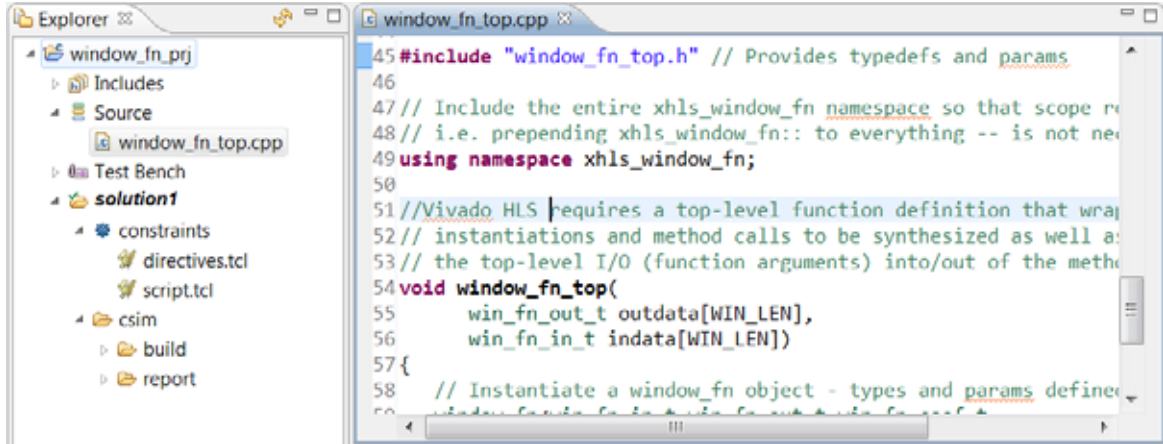 Explorer
window_fn_prj
Includes
Source
window_fn_top.cpp
Test Bench
solution1
constraints
directives.tcl
script.tcl
csim
build
report
window_fn_top.cpp
45 #include "window_fn_top.h" // Provides typedefs and params
46
47 // Include the entire xhls_window_fn namespace so that scope re
48 // i.e. prepending xhls_window_fn:: to everything -- is not nec
49 using namespace xhls_window_fn;
50
51 //Vivado HLS requires a top-level function definition that wrap
52 // instantiations and method calls to be synthesized as well as
53 // the top-level I/O (function arguments) into/out of the metho
54 void window_fn_top(
55 win_fn_out_t outdata[WIN_LEN],
56 win_fn_in_t indata[WIN_LEN])
57 {
58 // Instantiate a window_fn object - types and params defined